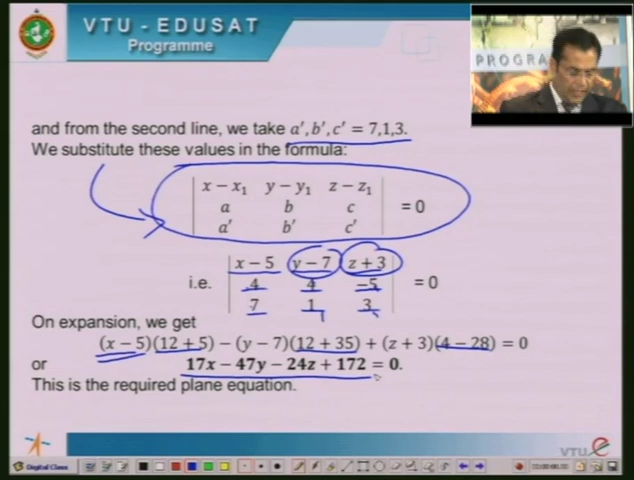 VTU - EDUSAT
Programme
PROGRA
and from the second line, we take a′, b′, c′ = 7,1,3.
We substitute these values in the formula:
x − x₁ y − y₁ z − z₁
a b c = 0
a′ b′ c′
x − 5 y − 7 z + 3
i.e. 4 4 −5 = 0
7 1 3
On expansion, we get
(x − 5)(12 + 5) − (y − 7)(12 + 35) + (z + 3)(4 − 28) = 0
or 17x − 47y − 24z + 172 = 0.
This is the required plane equation.
VTU e
Digital Class